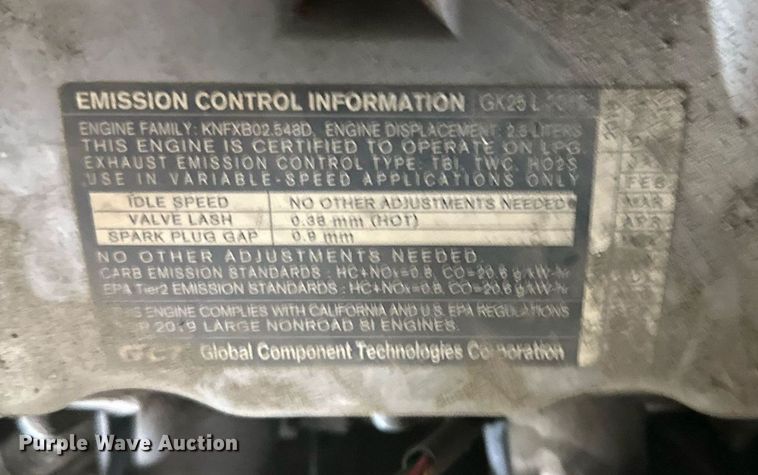 EMISSION CONTROL INFORMATION GK25 L
ENGINE FAMILY: KNFXB02.548D, ENGINE DISPLACEMENT: 2.5 LITERS
THIS ENGINE IS CERTIFIED TO OPERATE ON LPG.
EXHAUST EMISSION CONTROL TYPE: TBI, TWC, HO2S
USE IN VARIABLE-SPEED APPLICATIONS ONLY
FEB
IDLE SPEED NO OTHER ADJUSTMENTS NEEDED MAR
VALVE LASH 0.38 mm (HOT) APR
SPARK PLUG GAP 0.9 mm
NO OTHER ADJUSTMENTS NEEDED.
CARB EMISSION STANDARDS : HC+NOx=0.8, CO=20.6 g/kW-hr
EPA Tier2 EMISSION STANDARDS : HC+NOx=0.8, CO=20.6 g/kW-hr
ENGINE COMPLIES WITH CALIFORNIA AND U.S. EPA REGULATIONS
2019 LARGE NONROAD SI ENGINES.
Global Component Technologies Corporation
Purple Wave Auction